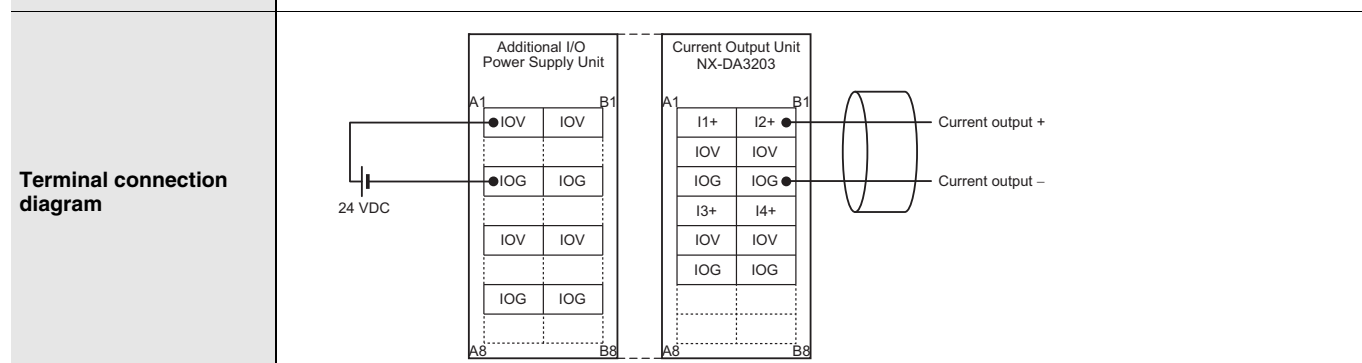 Terminal connection
diagram
24 VDC
Additional I/O
Power Supply Unit
A1 B1
IOV IOV
IOG IOG
IOV IOV
IOG IOG
A8 B8
Current Output Unit
NX-DA3203
A1 B1
I1+ I2+
IOV IOV
IOG IOG
I3+ I4+
IOV IOV
IOG IOG
A8 B8
Current output +
Current output –